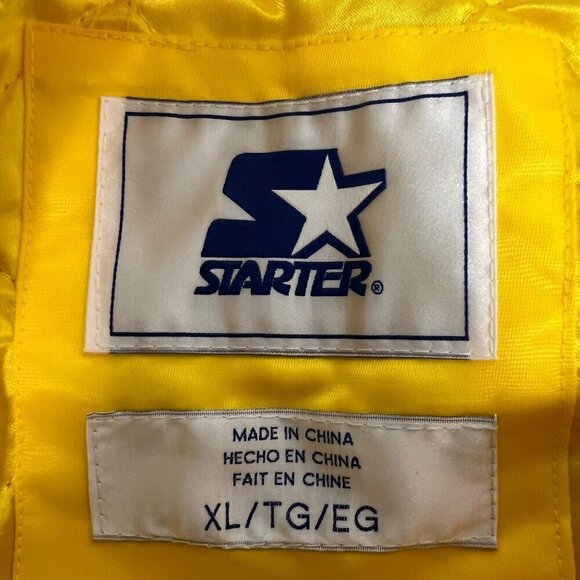 STARTER®
MADE IN CHINA
HECHO EN CHINA
FAIT EN CHINE
XL/TG/EG